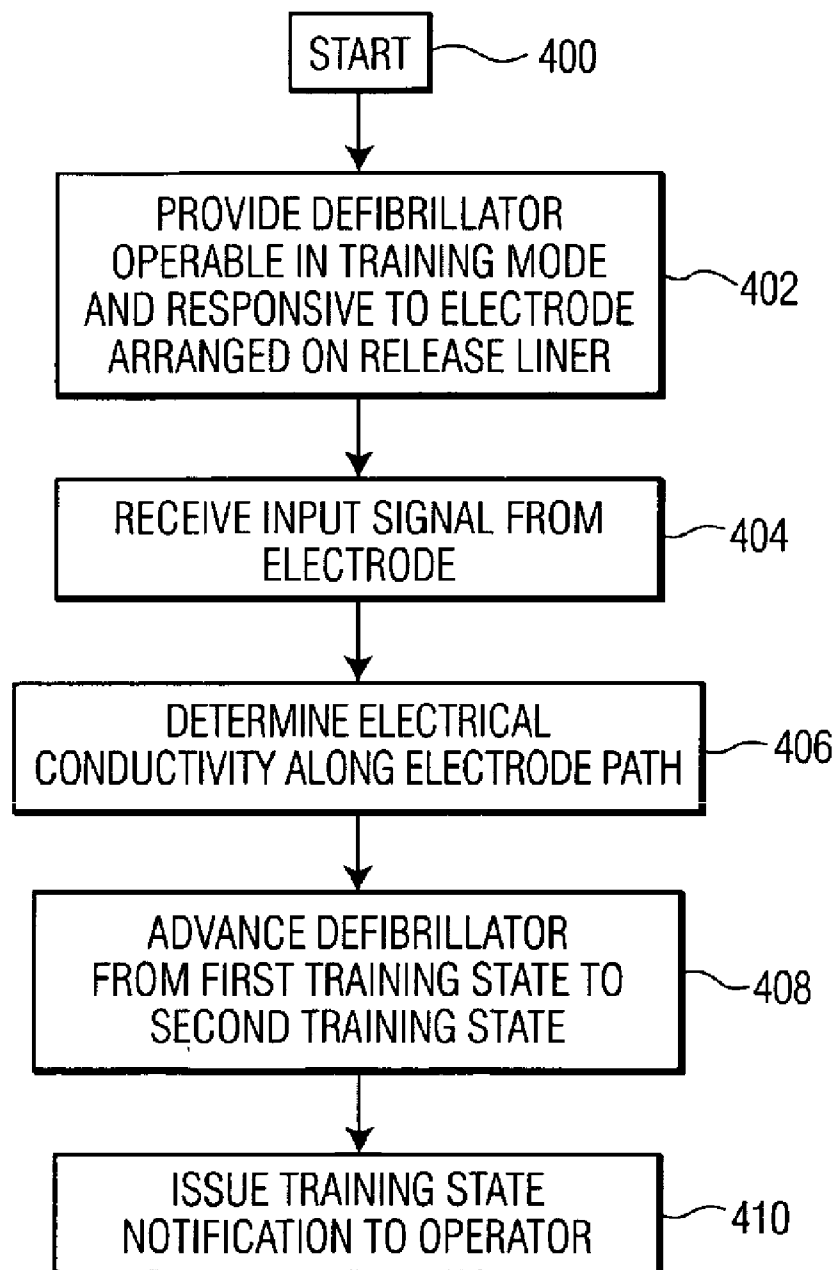 START
400
PROVIDE DEFIBRILLATOR
OPERABLE IN TRAINING MODE
AND RESPONSIVE TO ELECTRODE
ARRANGED ON RELEASE LINER
402
RECEIVE INPUT SIGNAL FROM
ELECTRODE
404
DETERMINE ELECTRICAL
CONDUCTIVITY ALONG ELECTRODE PATH
406
ADVANCE DEFIBRILLATOR
FROM FIRST TRAINING STATE TO
SECOND TRAINING STATE
408
ISSUE TRAINING STATE
NOTIFICATION TO OPERATOR
410